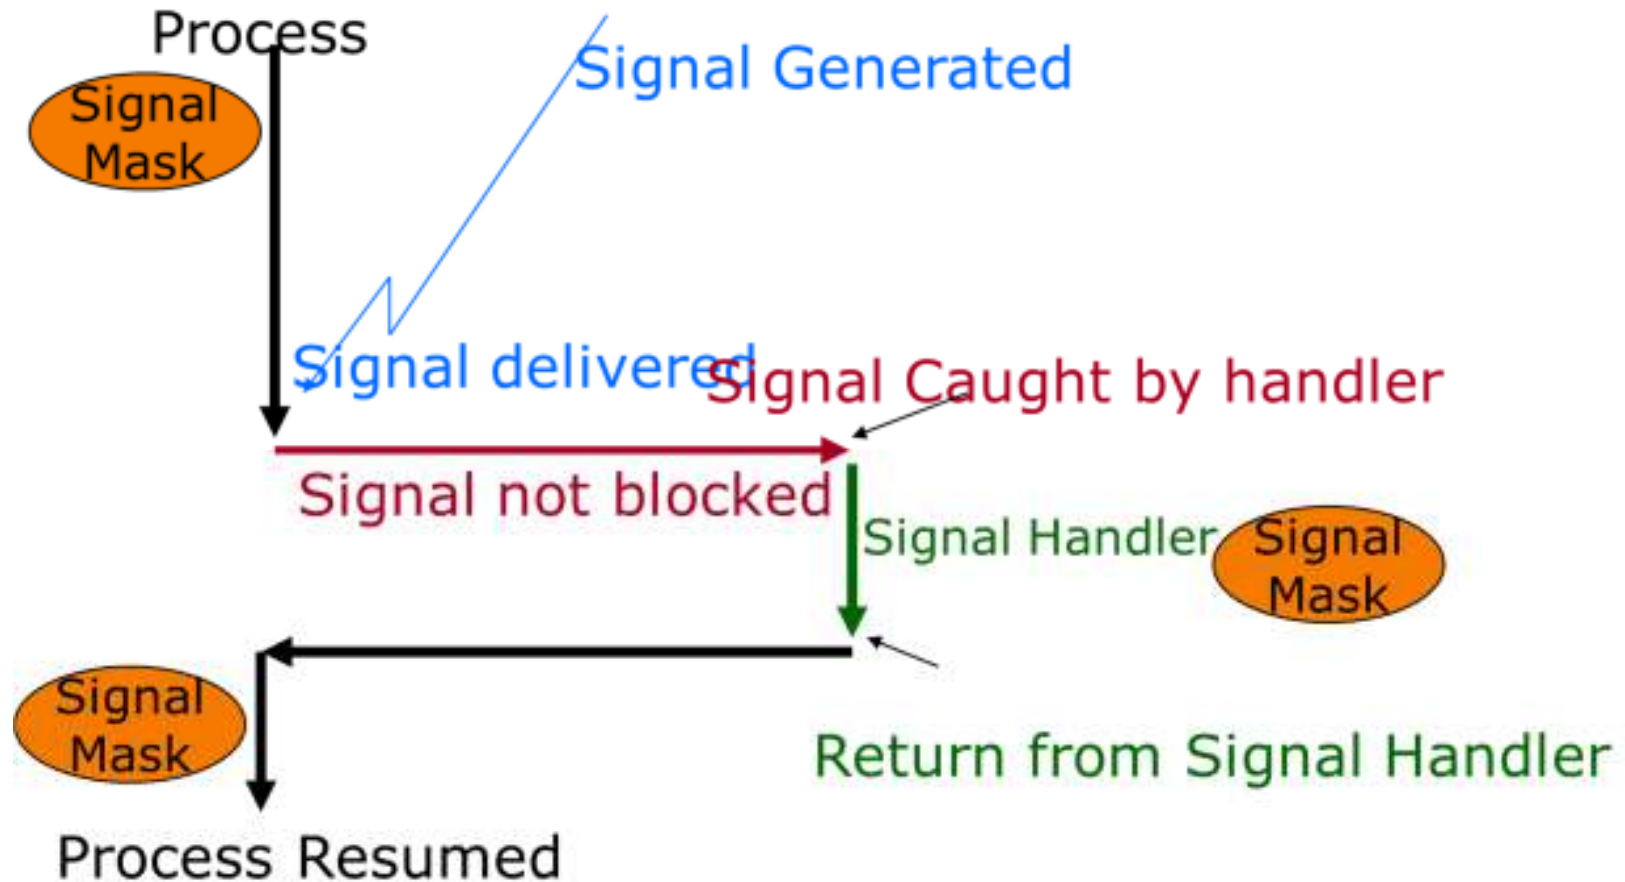 Process
Signal
Mask
Signal Generated
Signal delivered
Signal Caught by handler
Signal not blocked
Signal Handler
Signal
Mask
Signal
Mask
Return from Signal Handler
Process Resumed